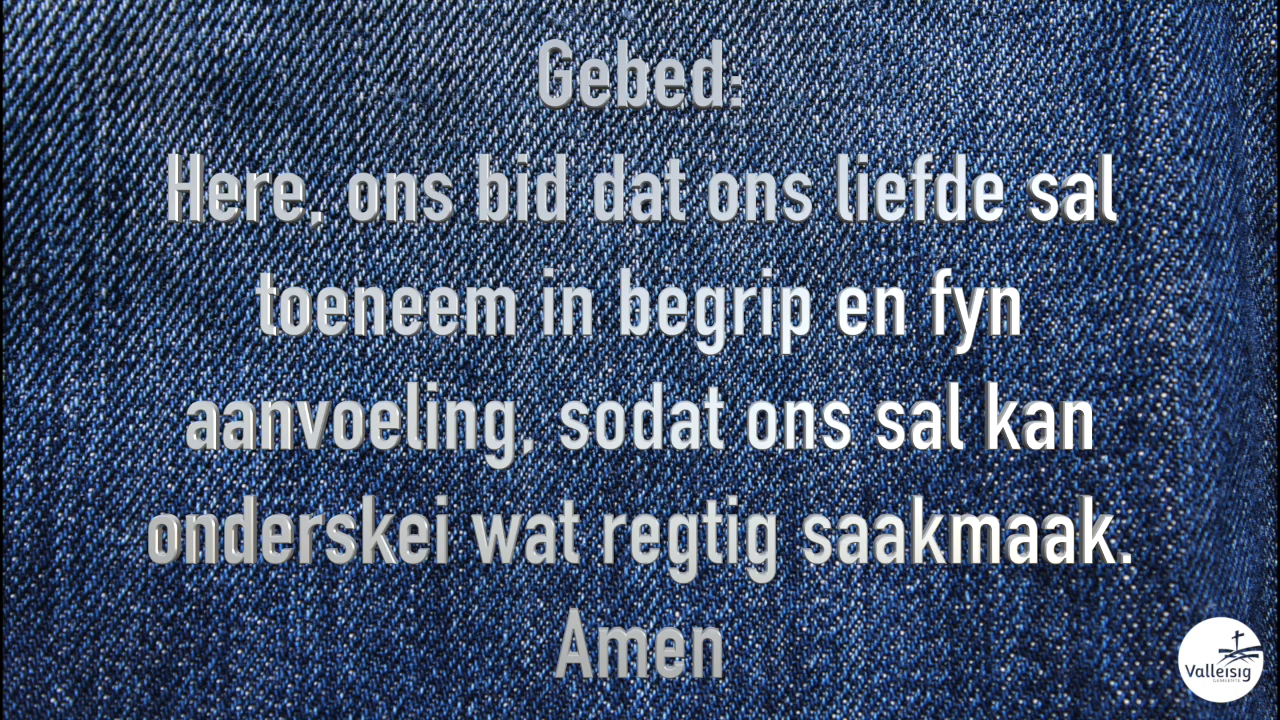 Gebed:
Here, ons bid dat ons liefde sal
toeneem in begrip en fyn
aanvoeling, sodat ons sal kan
onderskei wat regtig saakmaak.
Amen
Valleisig
GEMEENTE